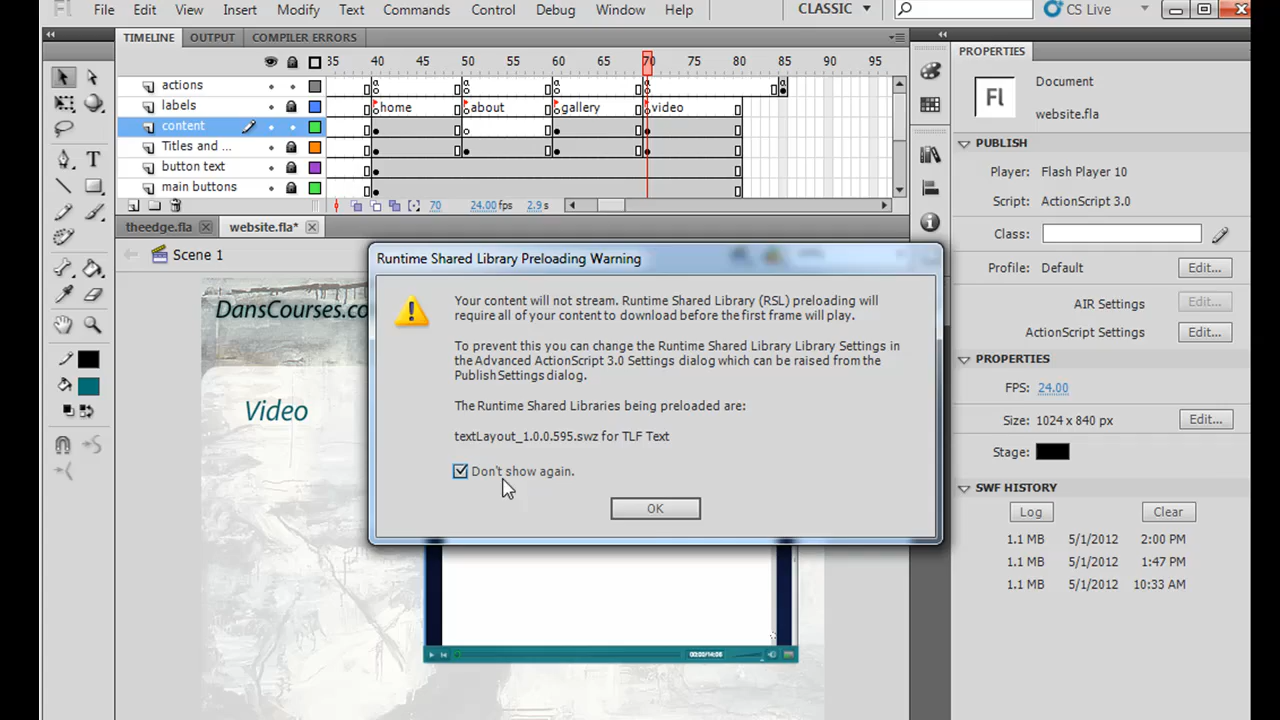 Fl File Edit View Insert Modify Text Commands Control Debug Window Help CLASSIC CS Live
TIMELINE OUTPUT COMPILER ERRORS
35 40 45 50 55 60 65 70 75 80 85 90 95
actions
labels home about gallery video
content
Titles and ...
button text
main buttons
70 24.00 fps 2.9 s
theedge.fla website.fla*
Scene 1
DansCourses.co
Video
Runtime Shared Library Preloading Warning
Your content will not stream. Runtime Shared Library (RSL) preloading will
require all of your content to download before the first frame will play.
To prevent this you can change the Runtime Shared Library Library Settings in
the Advanced ActionScript 3.0 Settings dialog which can be raised from the
Publish Settings dialog.
The Runtime Shared Libraries being preloaded are:
textLayout_1.0.0.595.swz for TLF Text
Don't show again.
OK
PROPERTIES
Fl
Document
website.fla
PUBLISH
Player: Flash Player 10
Script: ActionScript 3.0
Class:
Profile: Default Edit...
AIR Settings Edit...
ActionScript Settings Edit...
PROPERTIES
FPS: 24.00
Size: 1024 x 840 px Edit...
Stage:
SWF HISTORY
Log Clear
1.1 MB 5/1/2012 2:00 PM
1.1 MB 5/1/2012 1:47 PM
1.1 MB 5/1/2012 10:33 AM